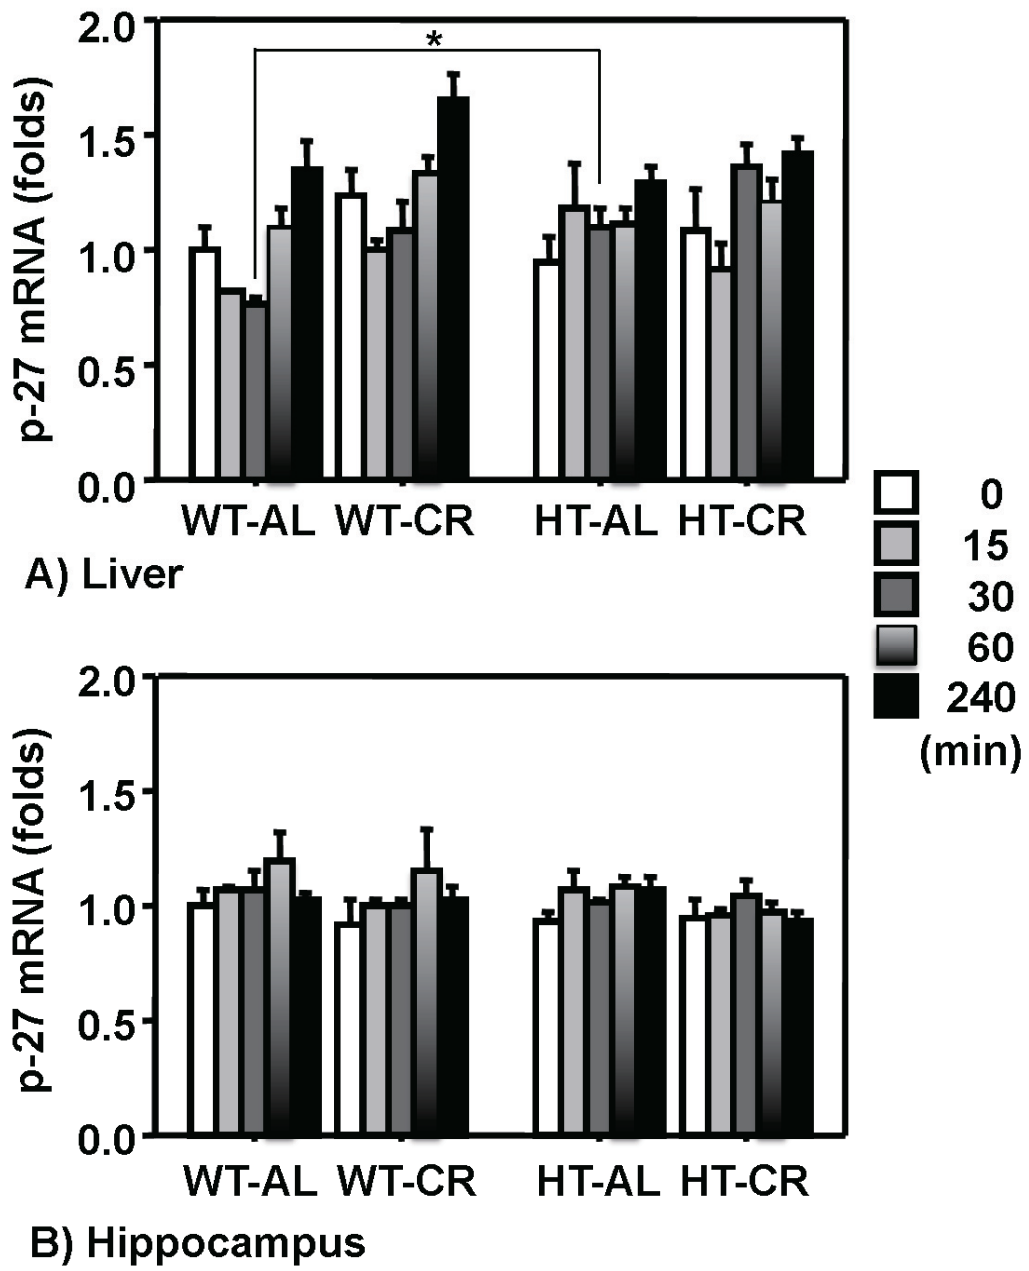 2.0
*
1.5
1.0
0.5
0.0
p-27 mRNA (folds)
WT-AL WT-CR HT-AL HT-CR
A) Liver
0
15
30
60
240
(min)
2.0
1.5
1.0
0.5
0.0
p-27 mRNA (folds)
WT-AL WT-CR HT-AL HT-CR
B) Hippocampus